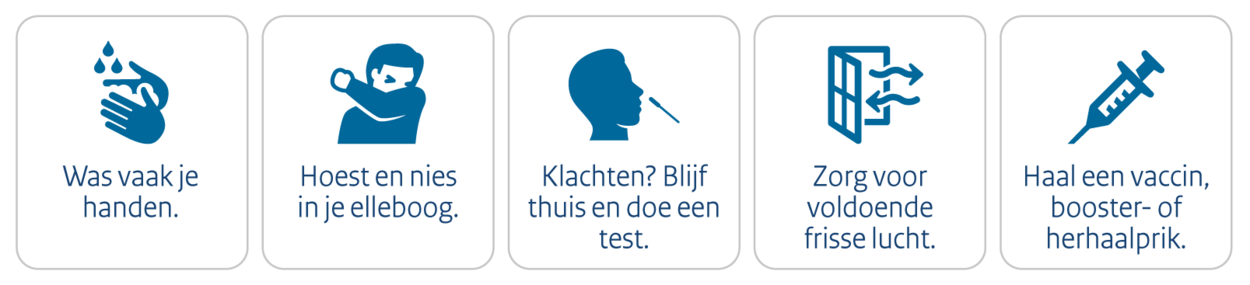 Was vaak je
handen.
Hoest en nies
in je elleboog.
Klachten? Blijf
thuis en doe een
test.
Zorg voor
voldoende
frisse lucht.
Haal een vaccin,
booster- of
herhaalprik.